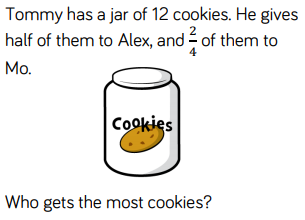 Tommy has a jar of 12 cookies. He gives
half of them to Alex, and 2/4 of them to
Mo.
Cookies
Who gets the most cookies?